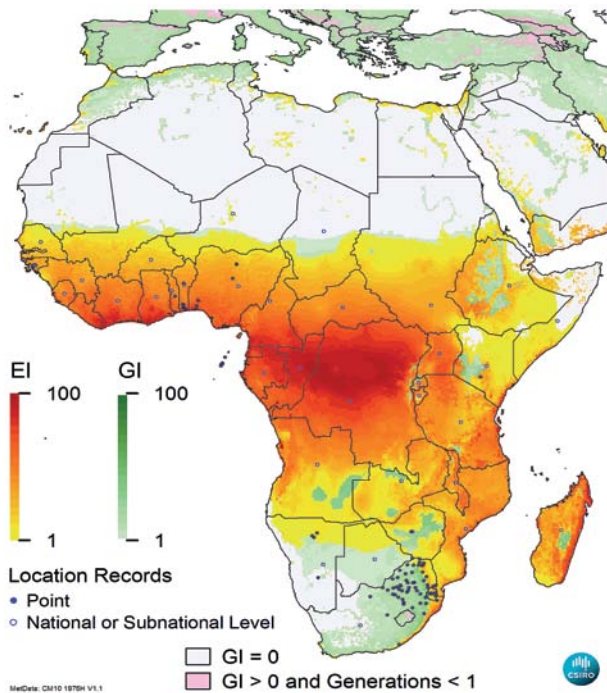 EI GI
100 100
1 1
Location Records
Point
National or Subnational Level
GI = 0
GI > 0 and Generations < 1
MetData: CM10 1975H V1.1
CSIRO